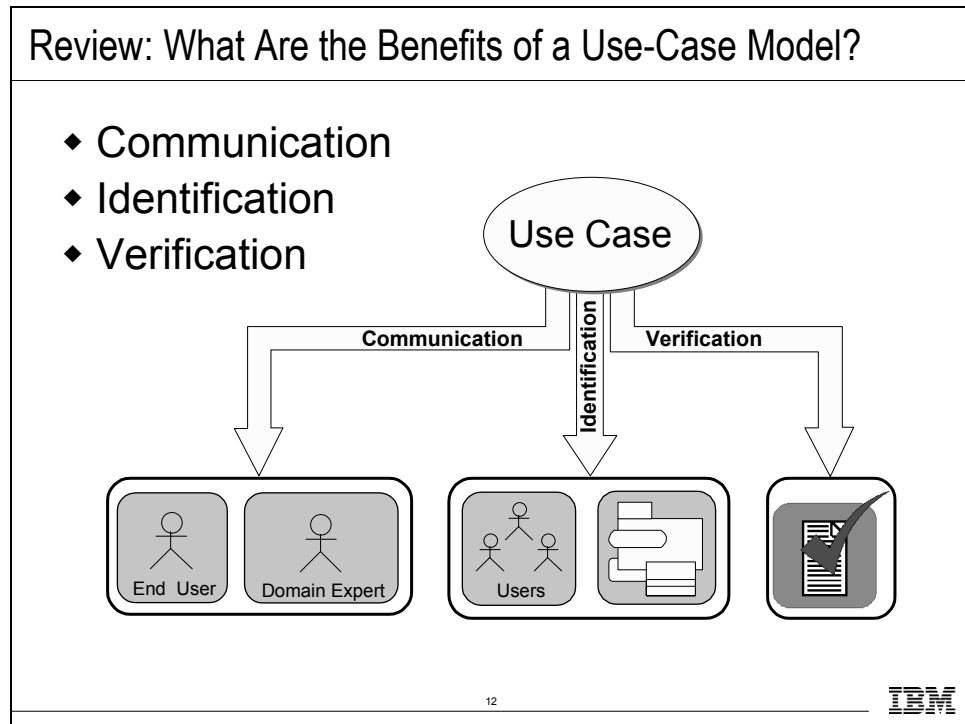 Review: What Are the Benefits of a Use-Case Model?
◆ Communication
◆ Identification
◆ Verification
Use Case
Communication
Identification
Verification
End User
Domain Expert
Users
12
IBM